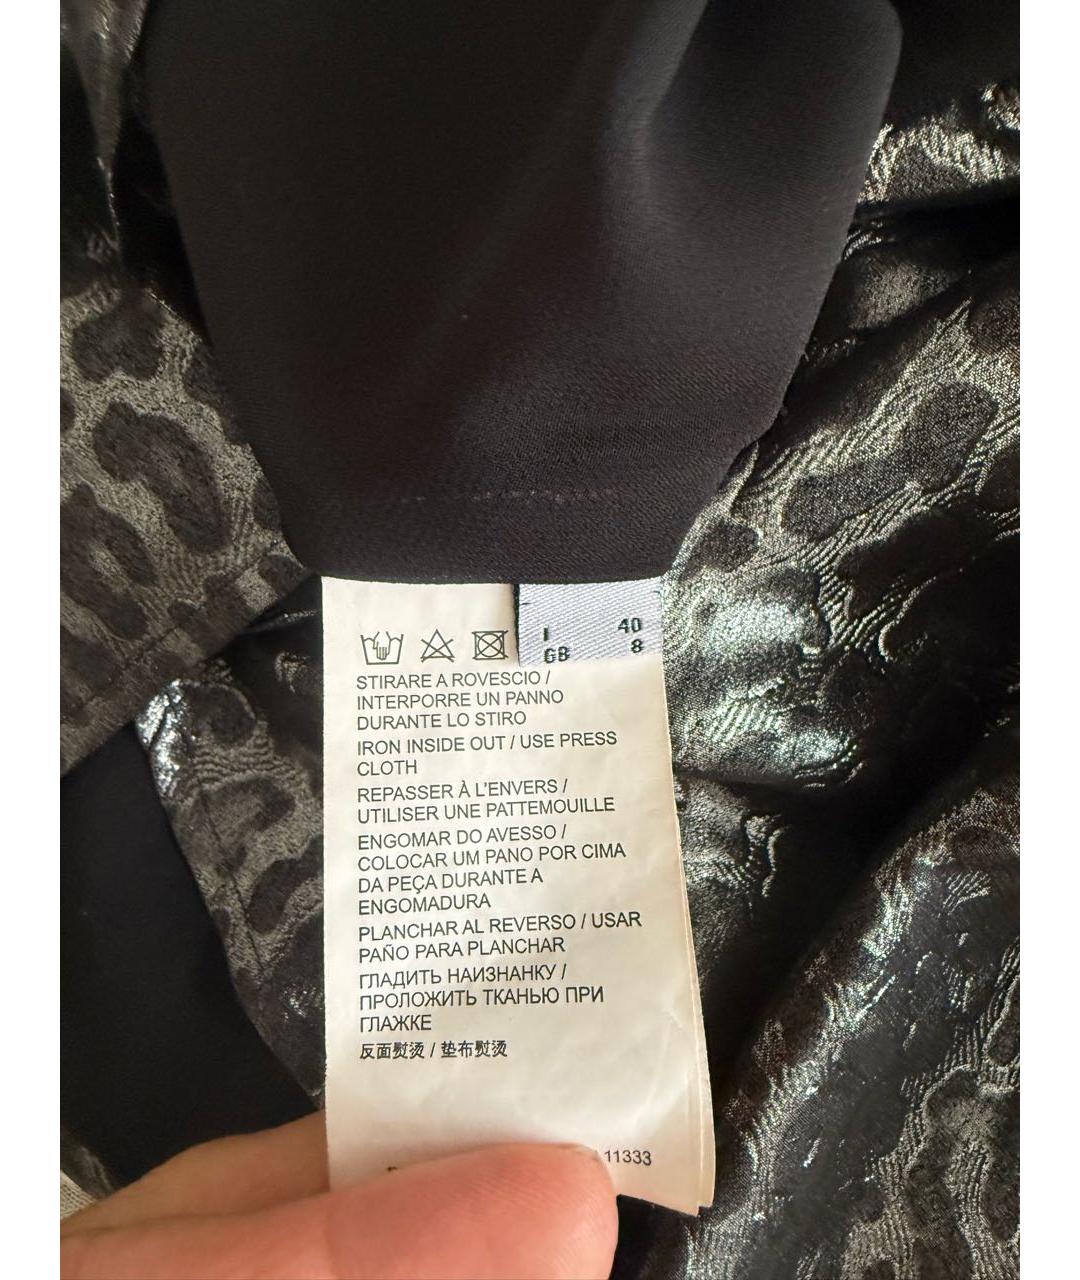 I 40
GB 8
STIRARE A ROVESCIO /
INTERPORRE UN PANNO
DURANTE LO STIRO
IRON INSIDE OUT / USE PRESS
CLOTH
REPASSER À L'ENVERS /
UTILISER UNE PATTEMOUILLE
ENGOMAR DO AVESSO /
COLOCAR UM PANO POR CIMA
DA PEÇA DURANTE A
ENGOMADURA
PLANCHAR AL REVERSO / USAR
PAÑO PARA PLANCHAR
ГЛАДИТЬ НАИЗНАНКУ /
ПРОЛОЖИТЬ ТКАНЬЮ ПРИ
ГЛАЖКЕ
反面熨烫 / 垫布熨烫
11333